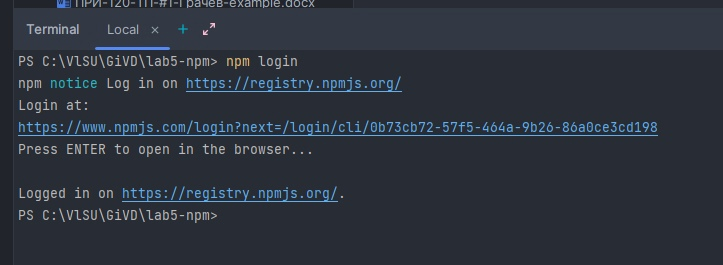 ПРИ-120-ТП-#1-Грачев-example.docx
Terminal Local × +
PS C:\VlSU\GiVD\lab5-npm> npm login
npm notice Log in on https://registry.npmjs.org/
Login at:
https://www.npmjs.com/login?next=/login/cli/0b73cb72-57f5-464a-9b26-86a0ce3cd198
Press ENTER to open in the browser...
Logged in on https://registry.npmjs.org/.
PS C:\VlSU\GiVD\lab5-npm>